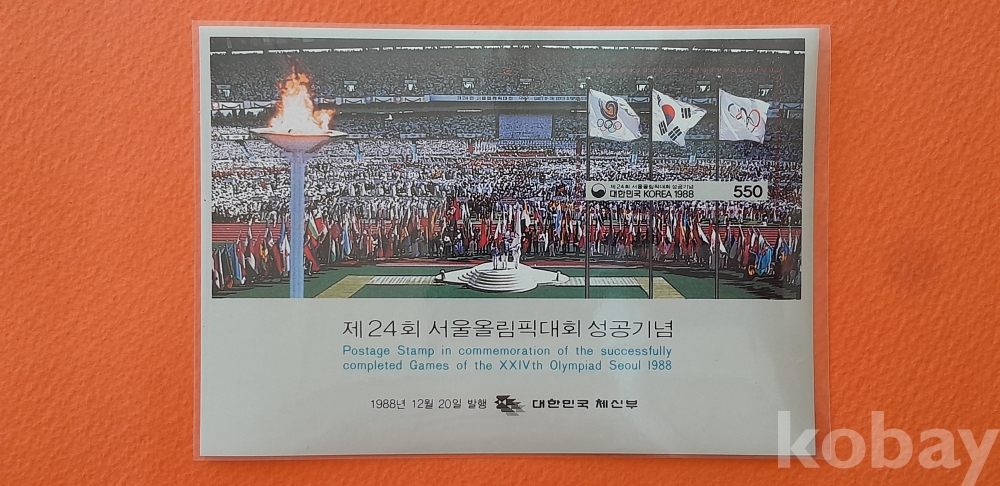 제24회 서울올림픽대회 성공기념
대한민국 KOREA 1988
550
제24회 서울올림픽대회 성공기념
Postage Stamp in commemoration of the successfully
completed Games of the XXIVth Olympiad Seoul 1988
1988년 12월 20일 발행 대한민국 체신부
kobay